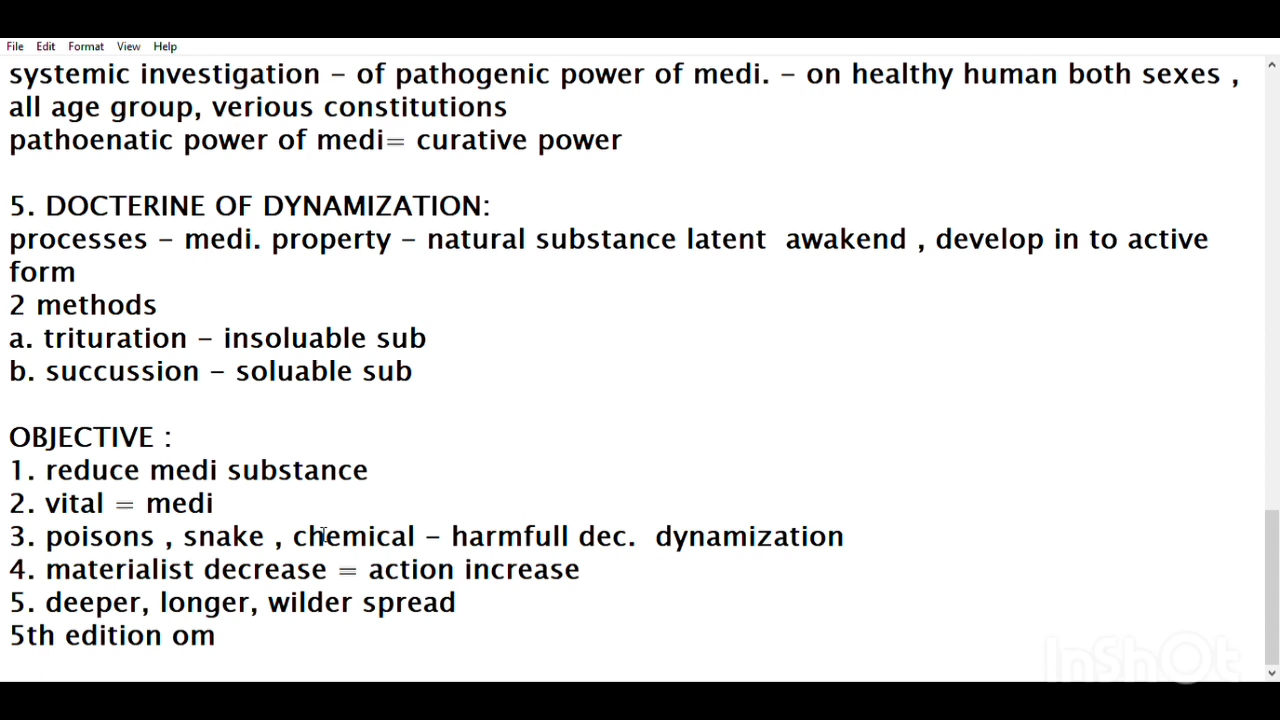 File Edit Format View Help
systemic investigation - of pathogenic power of medi. - on healthy human both sexes ,
all age group, verious constitutions
pathoenatic power of medi= curative power
5. DOCTERINE OF DYNAMIZATION:
processes - medi. property - natural substance latent  awakend , develop in to active
form
2 methods
a. trituration - insoluable sub
b. succussion - soluable sub
OBJECTIVE :
1. reduce medi substance
2. vital = medi
3. poisons , snake , chemical - harmfull dec.  dynamization
4. materialist decrease = action increase
5. deeper, longer, wilder spread
5th edition om
InShOt